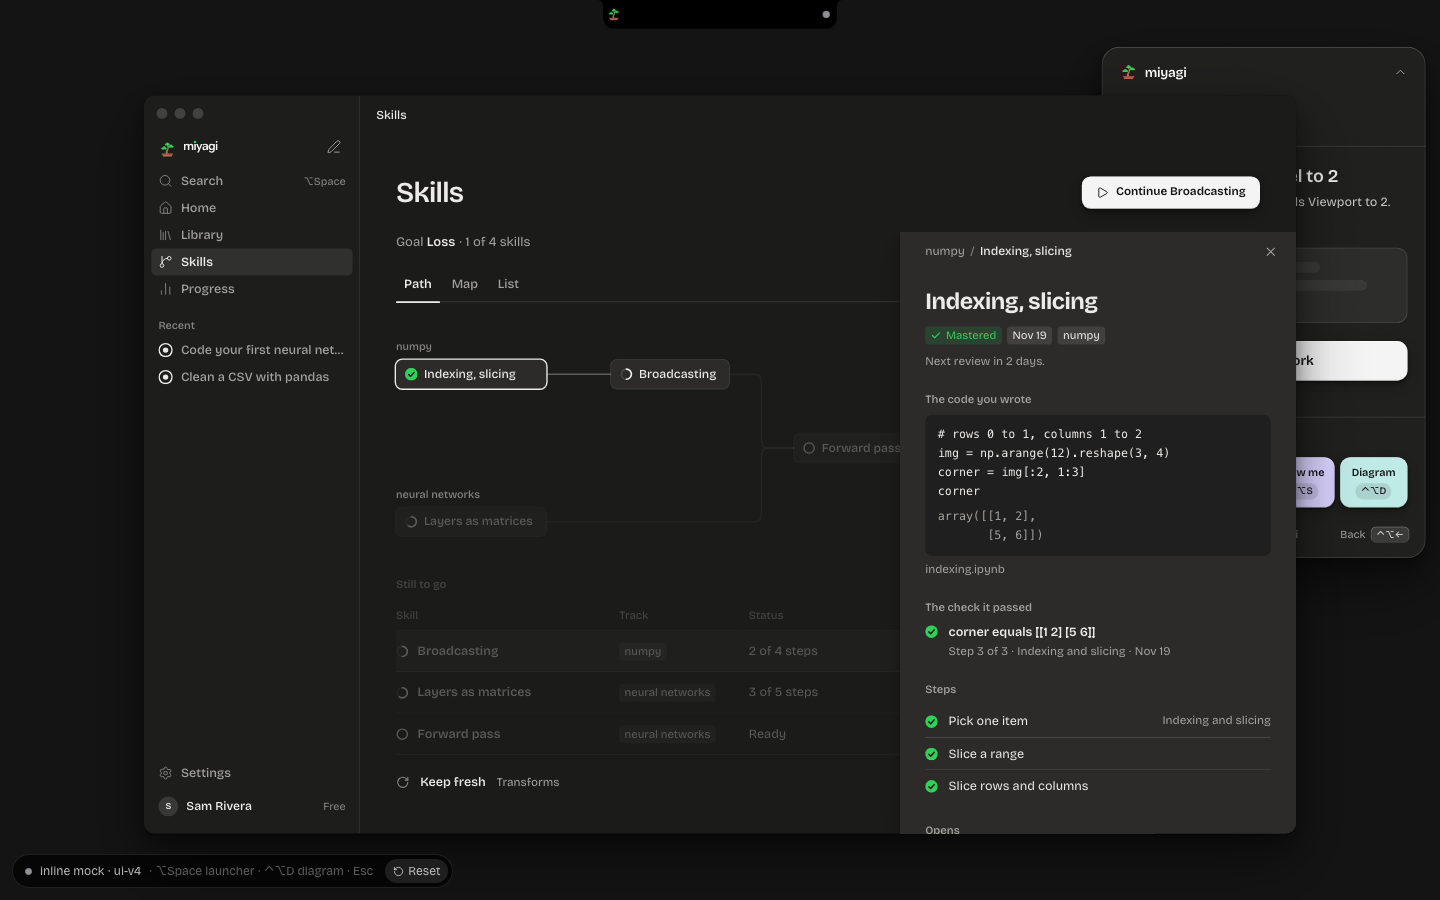 miyagi
Skills
miyagi
Search ⌥Space
Home
Library
Skills
Progress
Recent
Code your first neural net...
Clean a CSV with pandas
Settings
S Sam Rivera Free
Skills
Continue Broadcasting
Goal Loss · 1 of 4 skills
Path Map List
numpy
Indexing, slicing
Broadcasting
Forward pass
neural networks
Layers as matrices
Still to go
Skill Track Status
Broadcasting numpy 2 of 4 steps
Layers as matrices neural networks 3 of 5 steps
Forward pass neural networks Ready
Keep fresh Transforms
numpy / Indexing, slicing
Indexing, slicing
Mastered Nov 19 numpy
Next review in 2 days.
The code you wrote
# rows 0 to 1, columns 1 to 2
img = np.arange(12).reshape(3, 4)
corner = img[:2, 1:3]
corner
array([[1, 2],
[5, 6]])
indexing.ipynb
The check it passed
corner equals [[1 2] [5 6]]
Step 3 of 3 · Indexing and slicing · Nov 19
Steps
Pick one item Indexing and slicing
Slice a range
Slice rows and columns
Opens
to 2
Viewport to 2.
me
⌥S
Diagram
^⌥D
Back ^⌥←
inline mock · ui-v4 · ⌥Space launcher · ^⌥D diagram · Esc
Reset